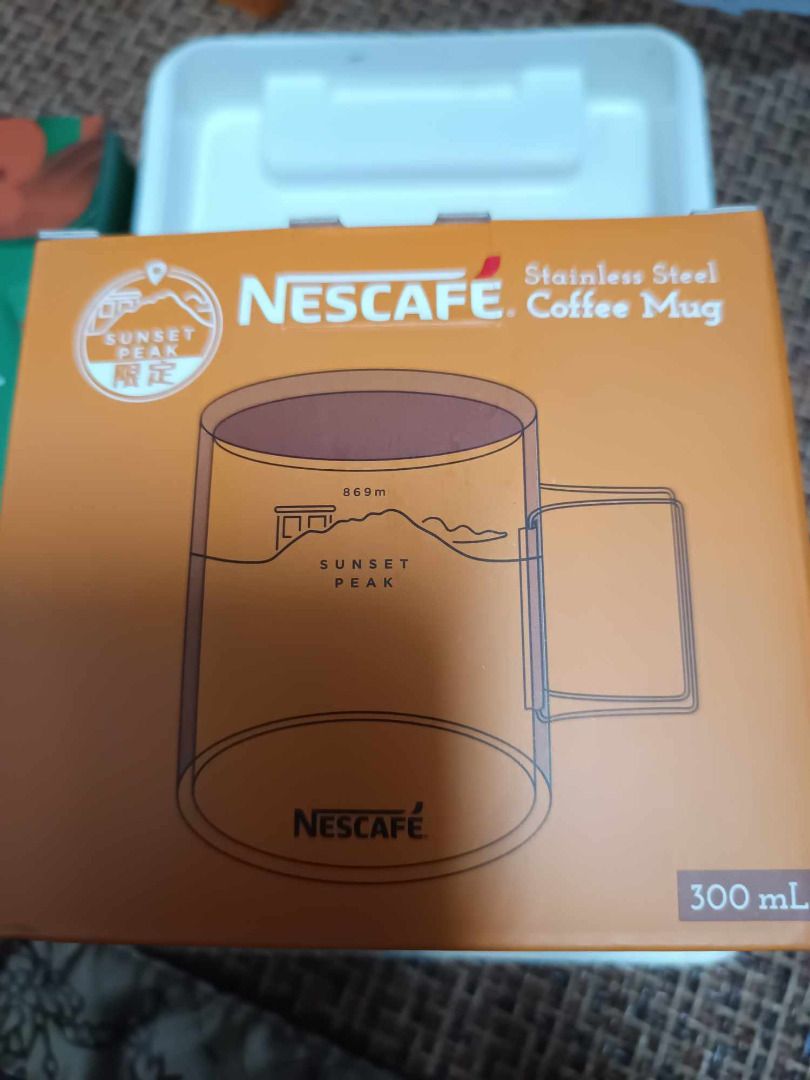 SUNSET
PEAK
限定
NESCAFÉ.
Stainless Steel
Coffee Mug
869m
SUNSET
PEAK
NESCAFÉ.
300 mL